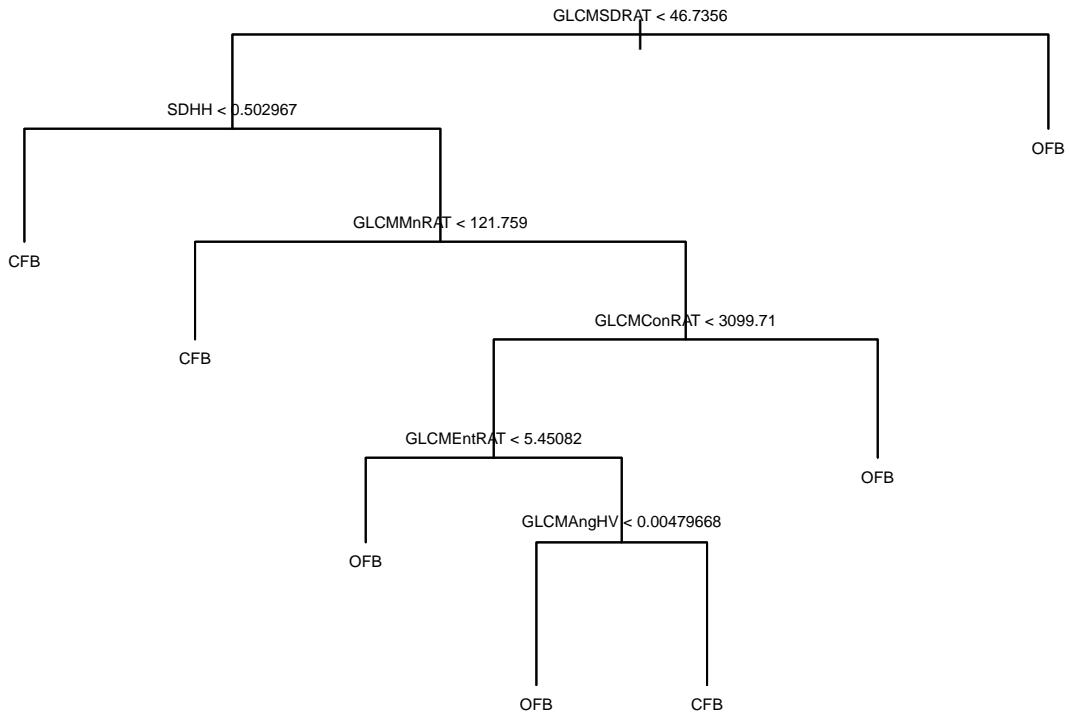 GLCMSDRAT < 46.7356
SDHH < 0.502967
OFB
GLCMMnRAT < 121.759
CFB
GLCMConRAT < 3099.71
CFB
GLCMEntRAT < 5.45082
OFB
GLCMAngHV < 0.00479668
OFB
OFB
CFB